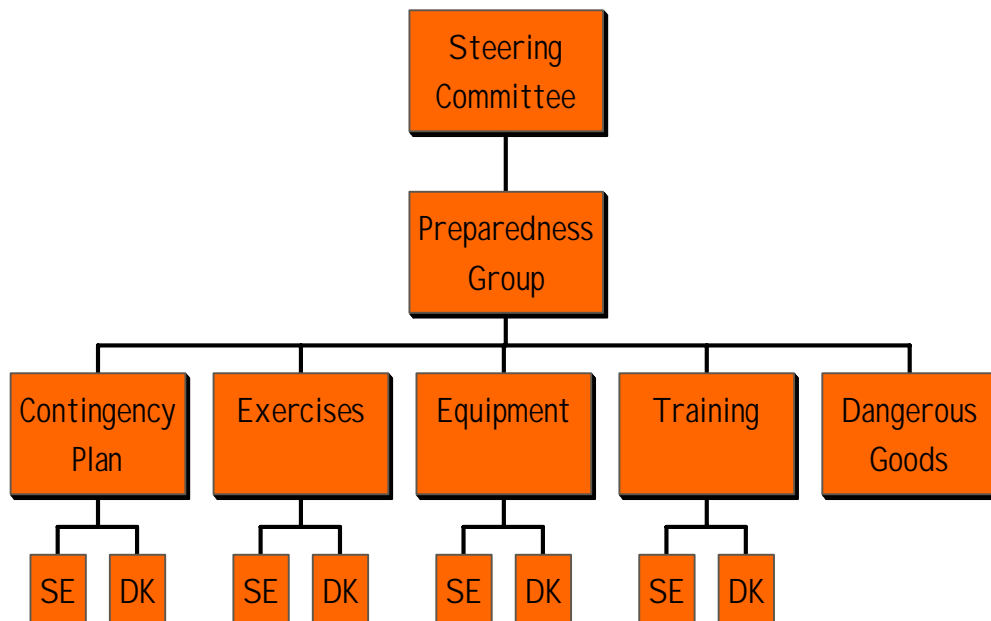 Steering
Committee
Preparedness
Group
Contingency
Plan
Exercises
Equipment
Training
Dangerous
Goods
SE
DK
SE
DK
SE
DK
SE
DK